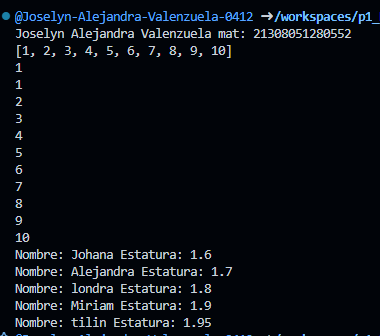 @Joselyn-Alejandra-Valenzuela-0412 ➜/workspaces/p1_
Joselyn Alejandra Valenzuela mat: 21308051280552
[1, 2, 3, 4, 5, 6, 7, 8, 9, 10]
1
1
2
3
4
5
6
7
8
9
10
Nombre: Johana Estatura: 1.6
Nombre: Alejandra Estatura: 1.7
Nombre: londra Estatura: 1.8
Nombre: Miriam Estatura: 1.9
Nombre: tilin Estatura: 1.95